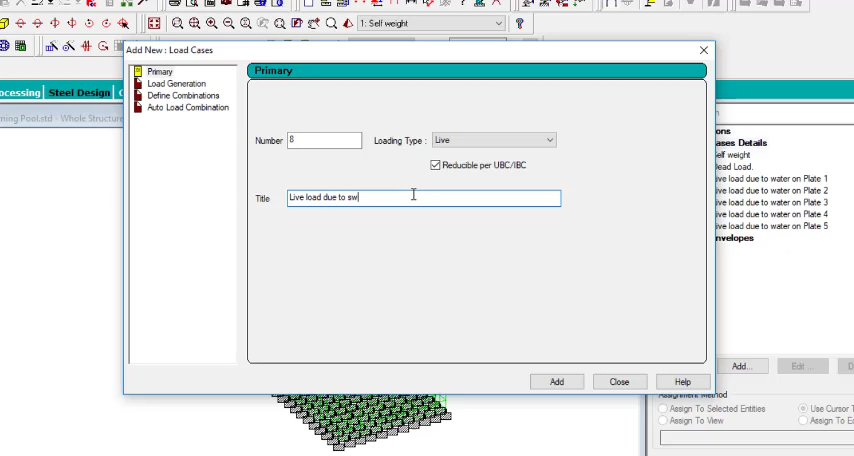 1: Self weight
Add New : Load Cases
Primary
Load Generation
Define Combinations
Auto Load Combination
Primary
Number 8 Loading Type : Live
Reducible per UBC/IBC
Title Live load due to sw
Add Close Help
ocessing Steel Design
ming Pool.std - Whole Structure
ons
ases Details
elf weight
Dead Load.
ive load due to water on Plate 1
ive load due to water on Plate 2
ive load due to water on Plate 3
ive load due to water on Plate 4
ive load due to water on Plate 5
nvelopes
Add... Edit ...
Assignment Method
Assign To Selected Entities Use Cursor T
Assign To View Assign To E